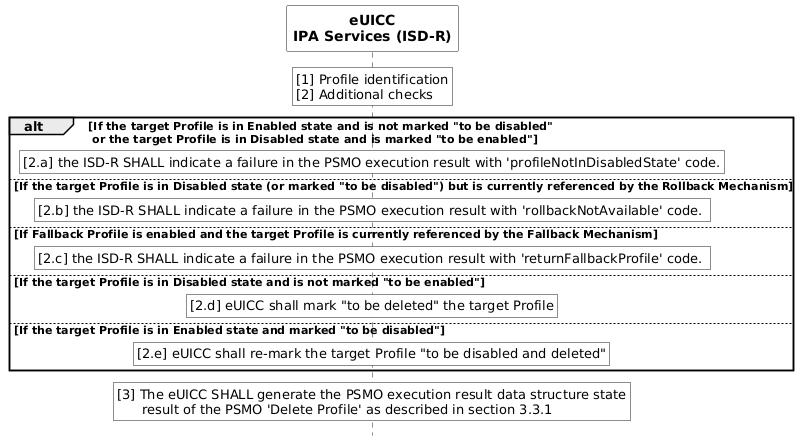 eUICC
IPA Services (ISD-R)
[1] Profile identification
[2] Additional checks
alt
[If the target Profile is in Enabled state and is not marked "to be disabled"
or the target Profile is in Disabled state and is marked "to be enabled"]
[2.a] the ISD-R SHALL indicate a failure in the PSMO execution result with 'profileNotInDisabledState' code.
[If the target Profile is in Disabled state (or marked "to be disabled") but is currently referenced by the Rollback Mechanism]
[2.b] the ISD-R SHALL indicate a failure in the PSMO execution result with 'rollbackNotAvailable' code.
[If Fallback Profile is enabled and the target Profile is currently referenced by the Fallback Mechanism]
[2.c] the ISD-R SHALL indicate a failure in the PSMO execution result with 'returnFallbackProfile' code.
[If the target Profile is in Disabled state and is not marked "to be enabled"]
[2.d] eUICC shall mark "to be deleted" the target Profile
[If the target Profile is in Enabled state and marked "to be disabled"]
[2.e] eUICC shall re-mark the target Profile "to be disabled and deleted"
[3] The eUICC SHALL generate the PSMO execution result data structure state
result of the PSMO 'Delete Profile' as described in section 3.3.1